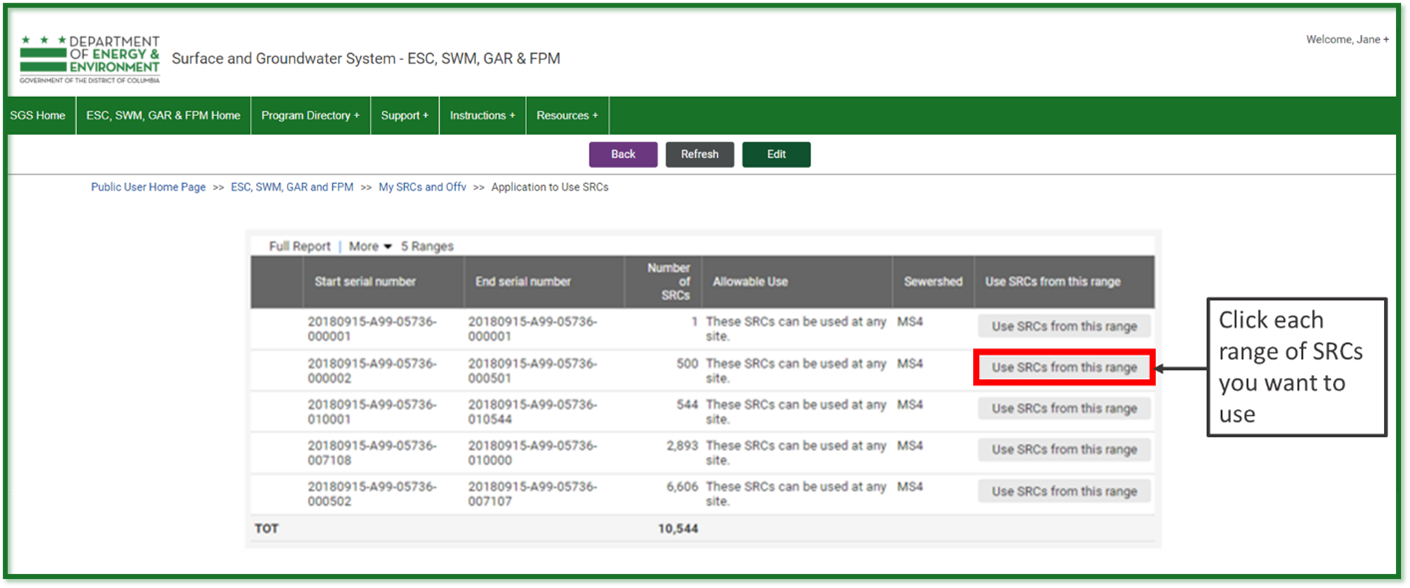 DEPARTMENT
OF ENERGY &
ENVIRONMENT
GOVERNMENT OF THE DISTRICT OF COLUMBIA
Surface and Groundwater System - ESC, SWM, GAR & FPM
Welcome, Jane +
SGS Home ESC, SWM, GAR & FPM Home Program Directory + Support + Instructions + Resources +
Back Refresh Edit
Public User Home Page >> ESC, SWM, GAR and FPM >> My SRCs and Offv >> Application to Use SRCs
Full Report | More 5 Ranges
Start serial number End serial number Number of SRCs Allowable Use Sewershed Use SRCs from this range
20180915-A99-05736- 20180915-A99-05736- 1 These SRCs can be used at any MS4 Use SRCs from this range
000001 000001 site.
20180915-A99-05736- 20180915-A99-05736- 500 These SRCs can be used at any MS4 Use SRCs from this range
000002 000501 site.
20180915-A99-05736- 20180915-A99-05736- 544 These SRCs can be used at any MS4 Use SRCs from this range
010001 010544 site.
20180915-A99-05736- 20180915-A99-05736- 2,893 These SRCs can be used at any MS4 Use SRCs from this range
007108 010000 site.
20180915-A99-05736- 20180915-A99-05736- 6,606 These SRCs can be used at any MS4 Use SRCs from this range
000502 007107 site.
TOT 10,544
Click each
range of SRCs
you want to
use